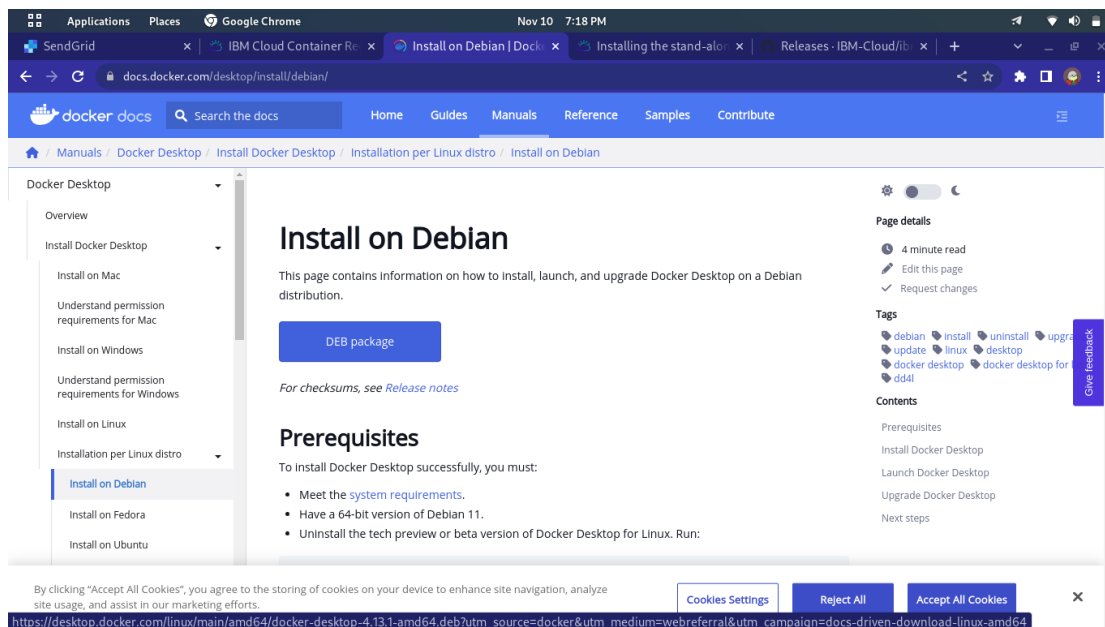 Applications Places Google Chrome Nov 10 7:18 PM
SendGrid × IBM Cloud Container Re × Install on Debian | Docke × Installing the stand-alon × Releases · IBM-Cloud/ib × +
docs.docker.com/desktop/install/debian/
docker docs Search the docs Home Guides Manuals Reference Samples Contribute
/ Manuals / Docker Desktop / Install Docker Desktop / Installation per Linux distro / Install on Debian
Docker Desktop
Overview
Install Docker Desktop
Install on Mac
Understand permission
requirements for Mac
Install on Windows
Understand permission
requirements for Windows
Install on Linux
Installation per Linux distro
Install on Debian
Install on Fedora
Install on Ubuntu
Install on Debian
This page contains information on how to install, launch, and upgrade Docker Desktop on a Debian
distribution.
DEB package
For checksums, see Release notes
Prerequisites
To install Docker Desktop successfully, you must:
• Meet the system requirements.
• Have a 64-bit version of Debian 11.
• Uninstall the tech preview or beta version of Docker Desktop for Linux. Run:
Page details
4 minute read
Edit this page
Request changes
Tags
debian install uninstall upgra
update linux desktop
docker desktop docker desktop for l
dd4l
Contents
Prerequisites
Install Docker Desktop
Launch Docker Desktop
Upgrade Docker Desktop
Next steps
Give feedback
By clicking “Accept All Cookies”, you agree to the storing of cookies on your device to enhance site navigation, analyze
site usage, and assist in our marketing efforts.
Cookies Settings Reject All Accept All Cookies ×
https://desktop.docker.com/linux/main/amd64/docker-desktop-4.13.1-amd64.deb?utm_source=docker&utm_medium=webreferral&utm_campaign=docs-driven-download-linux-amd64